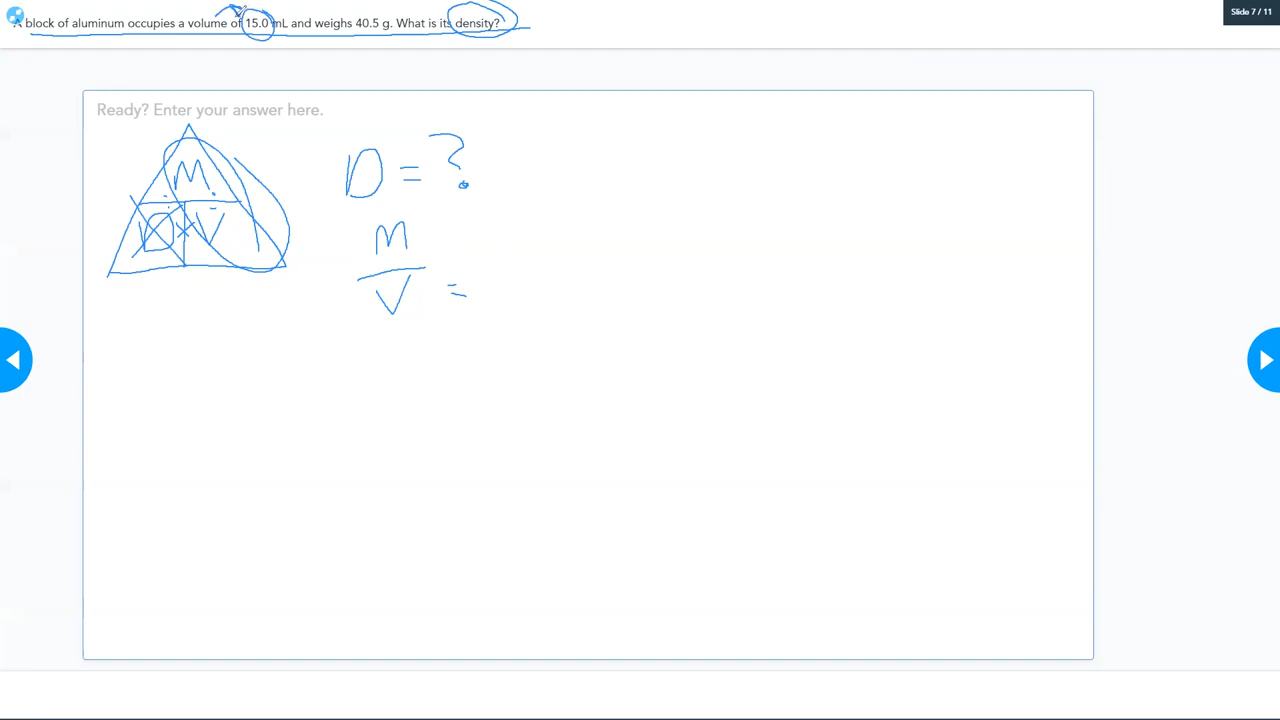 A block of aluminum occupies a volume of 15.0 mL and weighs 40.5 g. What is its density?
Slide 7 / 11
Ready? Enter your answer here.
M
D × V
D = ?
M
V =